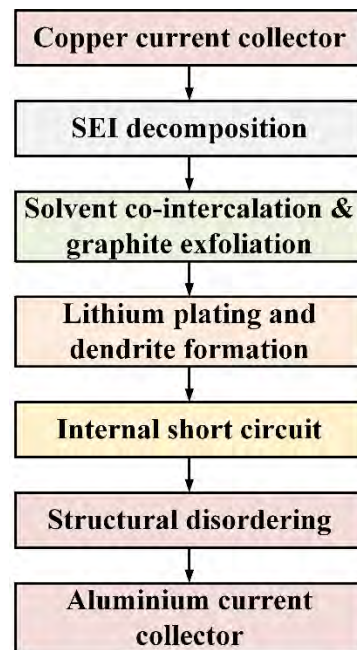 Copper current collector
SEI decomposition
Solvent co-intercalation &
graphite exfoliation
Lithium plating and
dendrite formation
Internal short circuit
Structural disordering
Aluminium current
collector